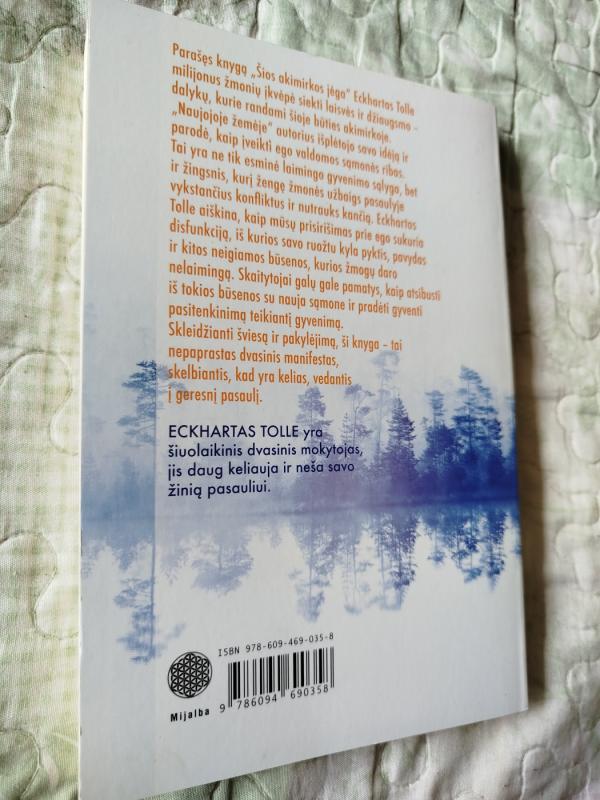 Parašęs knygą „Šios akimirkos jėga“ Eckhartas Tolle
milijonus žmonių įkvėpė siekti laisvės ir džiaugsmo –
dalykų, kurie randami šioje būties akimirkoje.
„Naujojoje žemėje“ autorius išplėtojo savo idėją ir
parodė, kaip įveikti ego valdomos sąmonės ribas.
Tai yra ne tik esminė laimingo gyvenimo sąlyga, bet
ir žingsnis, kurį žengę žmonės užbaigs pasaulyje
vykstančius konfliktus ir nutrauks kančią. Eckhartas
Tolle aiškina, kaip mūsų prisirišimas prie ego sukuria
disfunkciją, iš kurios savo ruožtu kyla pyktis, pavydas
ir kitos neigiamos būsenos, kurios žmogų daro
nelaimingą. Skaitytojai galų gale pamatys, kaip atsibusti
iš tokios būsenos su nauja sąmone ir pradėti gyventi
pasitenkinimą teikiantį gyvenimą.
Skleidžianti šviesą ir pakylėjimą, ši knyga – tai
nepaprastas dvasinis manifestas,
skelbiantis, kad yra kelias, vedantis
į geresnį pasaulį.
ECKHARTAS TOLLE yra
šiuolaikinis dvasinis mokytojas,
jis daug keliauja ir neša savo
žinią pasauliui.
ISBN 978-609-469-035-8
9 786094 690358
Mijalba